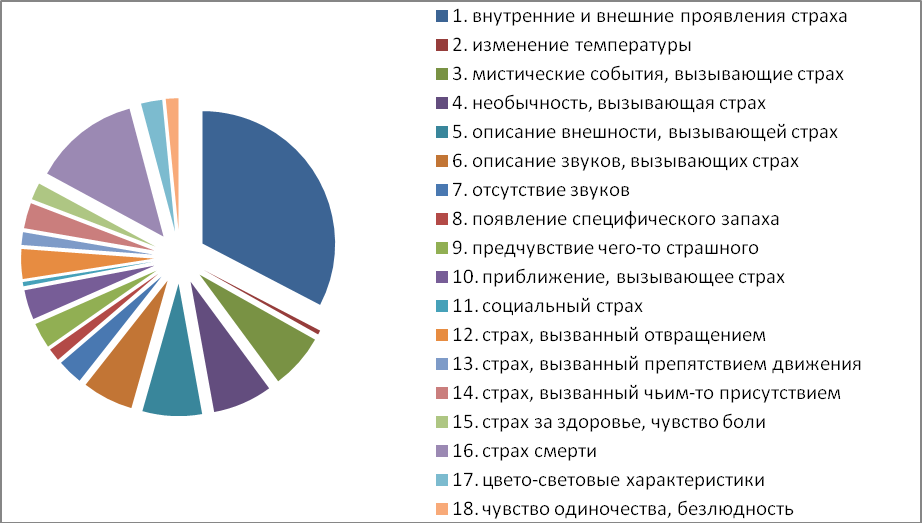 1. внутренние и внешние проявления страха
2. изменение температуры
3. мистические события, вызывающие страх
4. необычность, вызывающая страх
5. описание внешности, вызывающей страх
6. описание звуков, вызывающих страх
7. отсутствие звуков
8. появление специфического запаха
9. предчувствие чего-то страшного
10. приближение, вызывающее страх
11. социальный страх
12. страх, вызванный отвращением
13. страх, вызванный препятствием движения
14. страх, вызванный чьим-то присутствием
15. страх за здоровье, чувство боли
16. страх смерти
17. цвето-световые характеристики
18. чувство одиночества, безлюдность